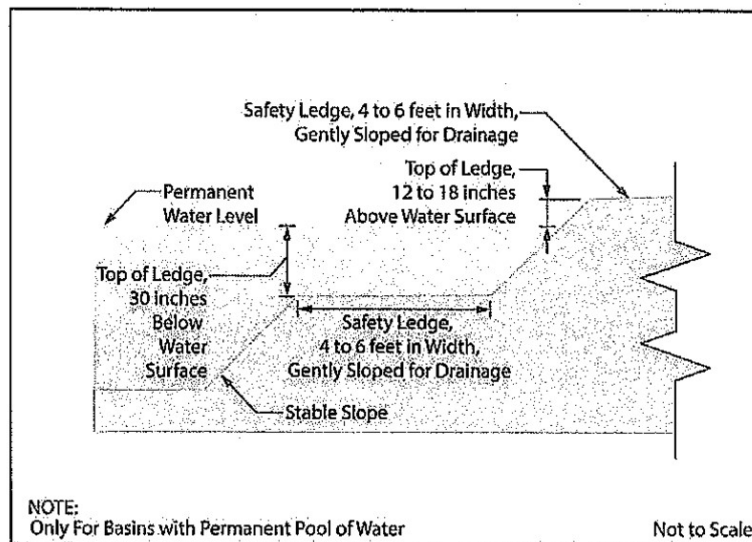 Safety Ledge, 4 to 6 feet in Width,
Gently Sloped for Drainage
Top of Ledge,
12 to 18 inches
Above Water Surface
Permanent
Water Level
Top of Ledge,
30 inches
Below
Water
Surface
Safety Ledge,
4 to 6 feet in Width,
Gently Sloped for Drainage
Stable Slope
NOTE:
Only For Basins with Permanent Pool of Water
Not to Scale